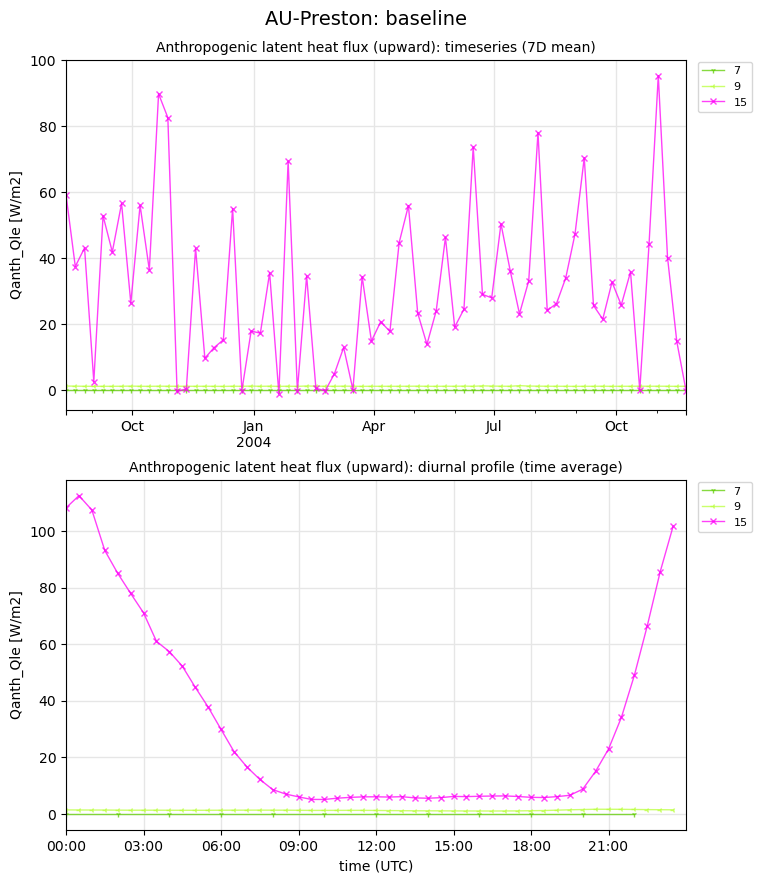 AU-Preston: baseline
Anthropogenic latent heat flux (upward): timeseries (7D mean)
Qanth_Qle [W/m2]
100
80
60
40
20
0
Oct
Jan
2004
Apr
Jul
Oct
7
9
15
Anthropogenic latent heat flux (upward): diurnal profile (time average)
Qanth_Qle [W/m2]
100
80
60
40
20
0
00:00
03:00
06:00
09:00
12:00
15:00
18:00
21:00
time (UTC)
7
9
15